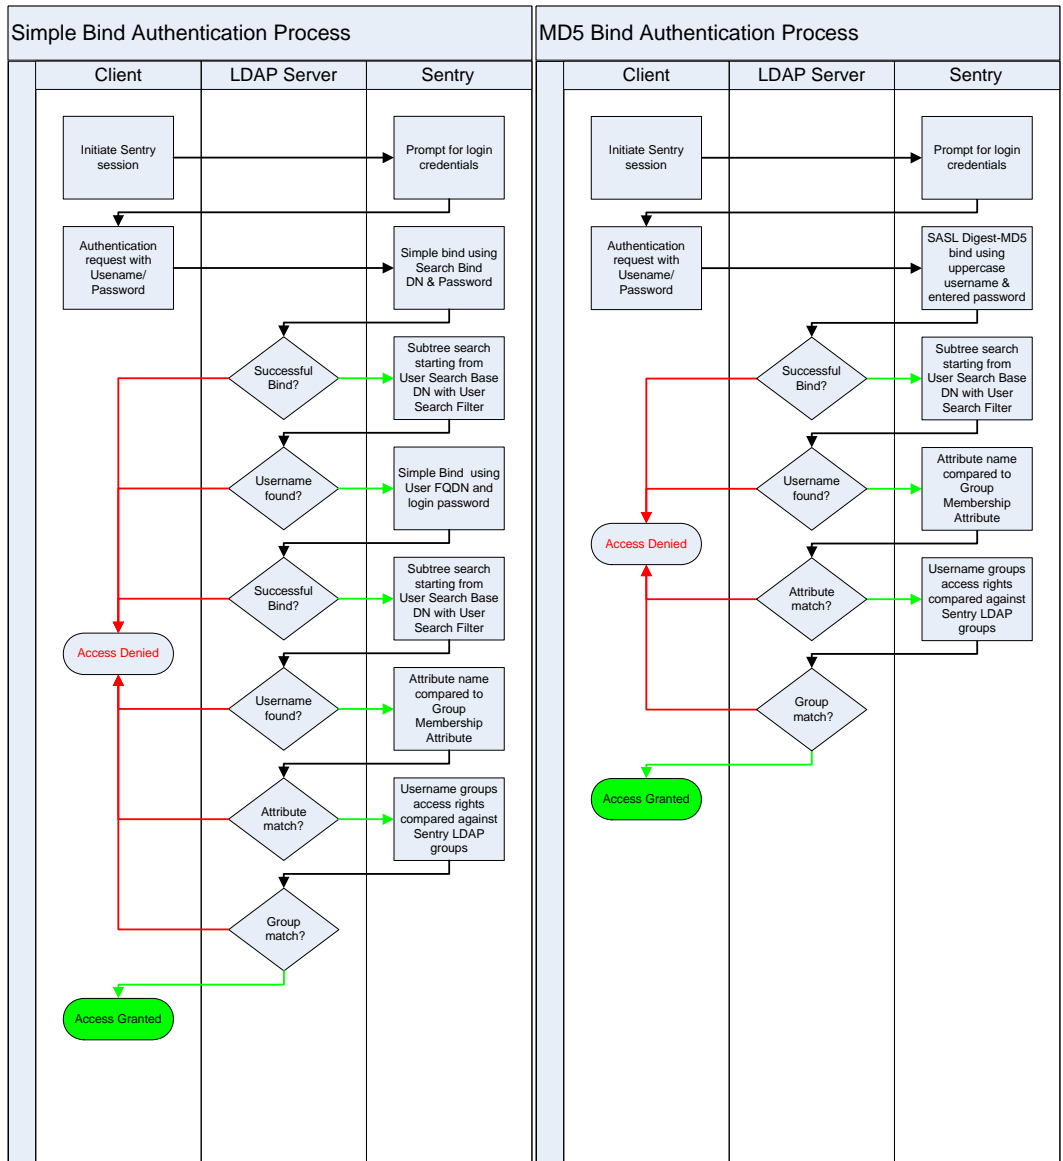 Simple Bind Authentication Process
Client
LDAP Server
Sentry
Initiate Sentry
session
Prompt for login
credentials
Authentication
request with
Usename/
Password
Simple bind using
Search Bind
DN & Password
Successful
Bind?
Subtree search
starting from
User Search Base
DN with User
Search Filter
Username
found?
Simple Bind  using
User FQDN and
login password
Successful
Bind?
Subtree search
starting from
User Search Base
DN with User
Search Filter
Access Denied
Username
found?
Attribute name
compared to
Group
Membership
Attribute
Attribute
match?
Username groups
access rights
compared against
Sentry LDAP
groups
Group
match?
Access Granted
MD5 Bind Authentication Process
Client
LDAP Server
Sentry
Initiate Sentry
session
Prompt for login
credentials
Authentication
request with
Usename/
Password
SASL Digest-MD5
bind using
uppercase
username &
entered password
Successful
Bind?
Subtree search
starting from
User Search Base
DN with User
Search Filter
Username
found?
Attribute name
compared to
Group
Membership
Attribute
Access Denied
Attribute
match?
Username groups
access rights
compared against
Sentry LDAP
groups
Group
match?
Access Granted